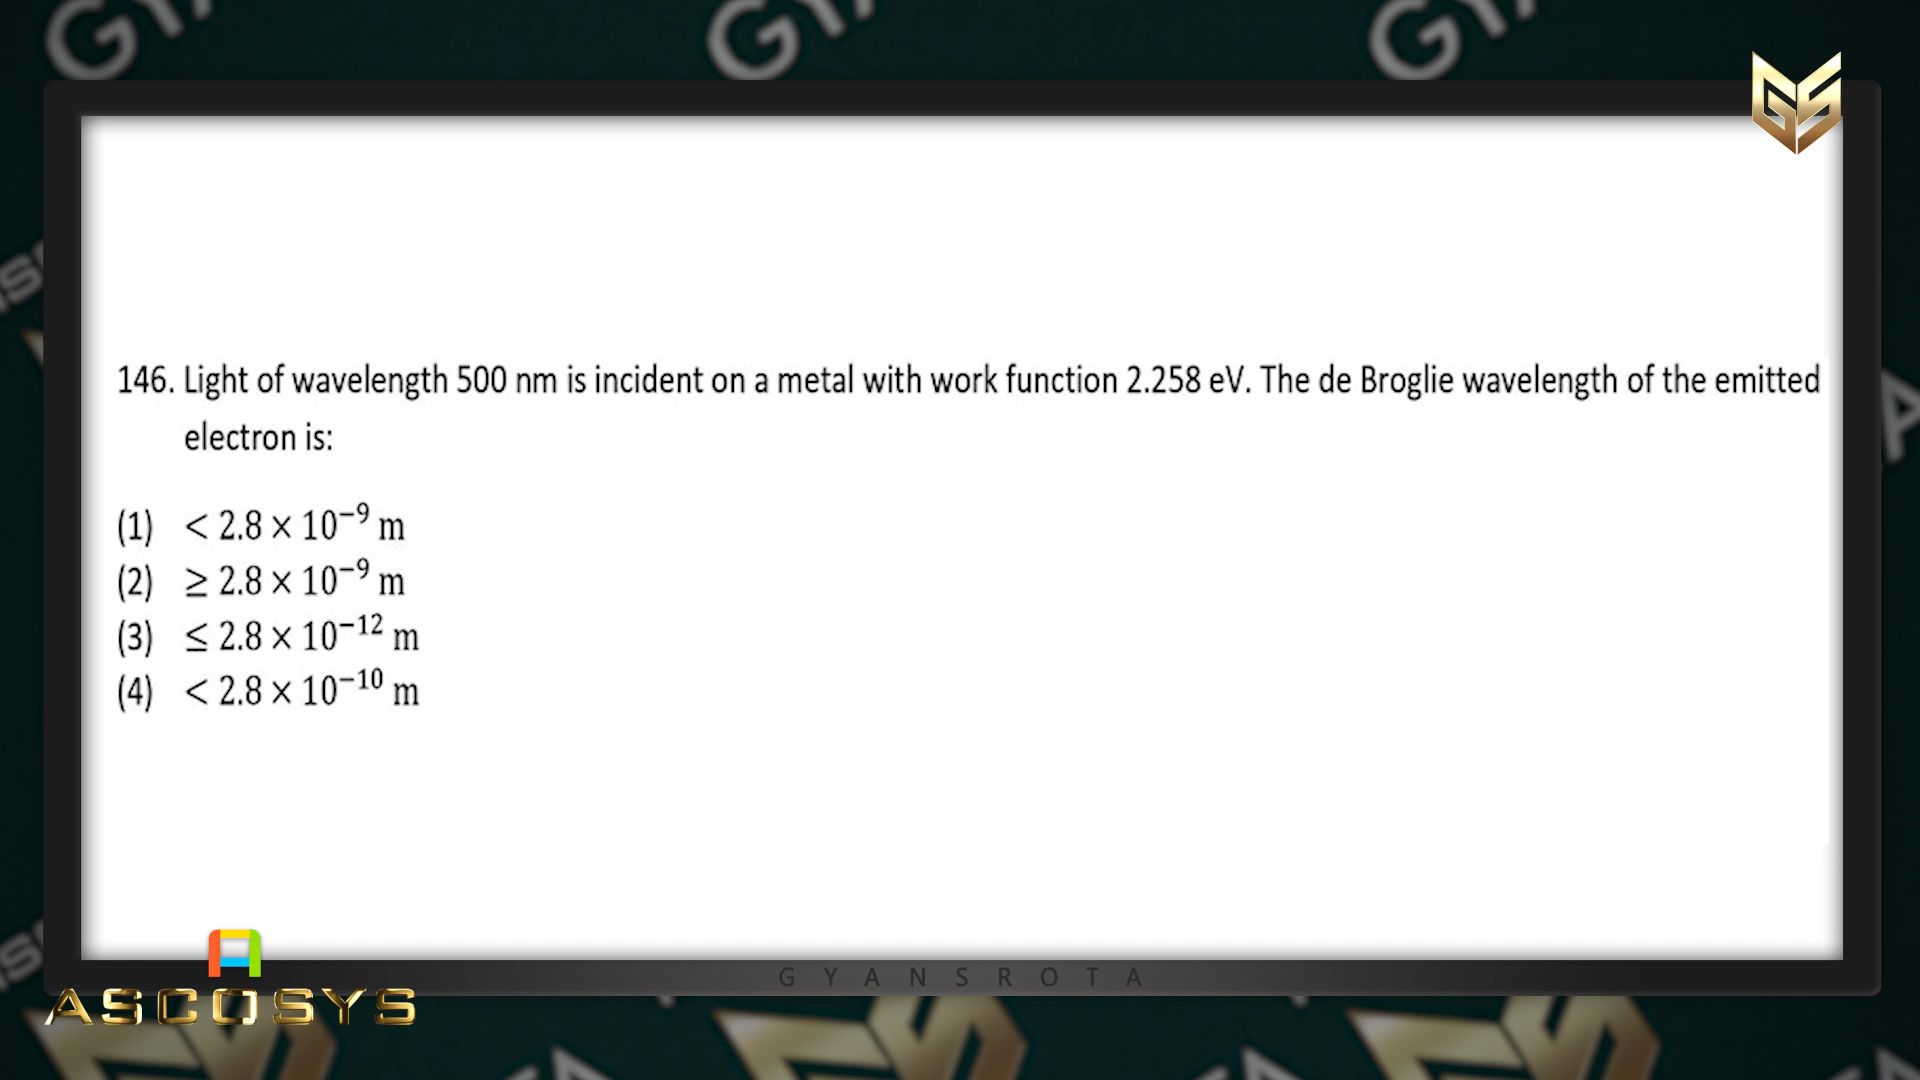 146. Light of wavelength 500 nm is incident on a metal with work function 2.258 eV. The de Broglie wavelength of the emitted
electron is:
(1) < 2.8 × 10⁻⁹ m
(2) ≥ 2.8 × 10⁻⁹ m
(3) ≤ 2.8 × 10⁻¹² m
(4) < 2.8 × 10⁻¹⁰ m
GYANSROTA
ASCOSYS